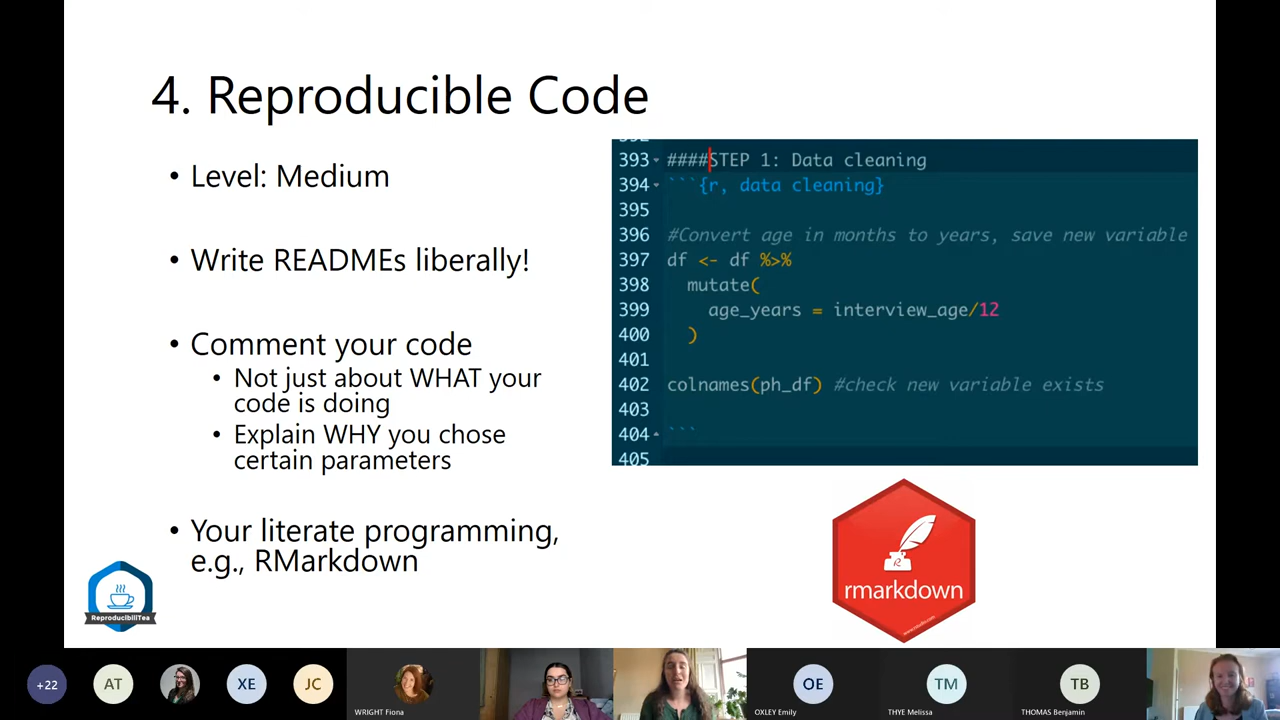 4. Reproducible Code
• Level: Medium
• Write READMEs liberally!
• Comment your code
• Not just about WHAT your
code is doing
• Explain WHY you chose
certain parameters
• Your literate programming,
e.g., RMarkdown
393 ####STEP 1: Data cleaning
394 ```{r, data cleaning}
395
396 #Convert age in months to years, save new variable
397 df <- df %>%
398 mutate(
399 age_years = interview_age/12
400 )
401
402 colnames(ph_df) #check new variable exists
403
404 ```
405
rmarkdown
ReproducibiliTea
+22
AT
XE
JC
WRIGHT Fiona
OE
OXLEY Emily
TM
THYE Melissa
TB
THOMAS Benjamin